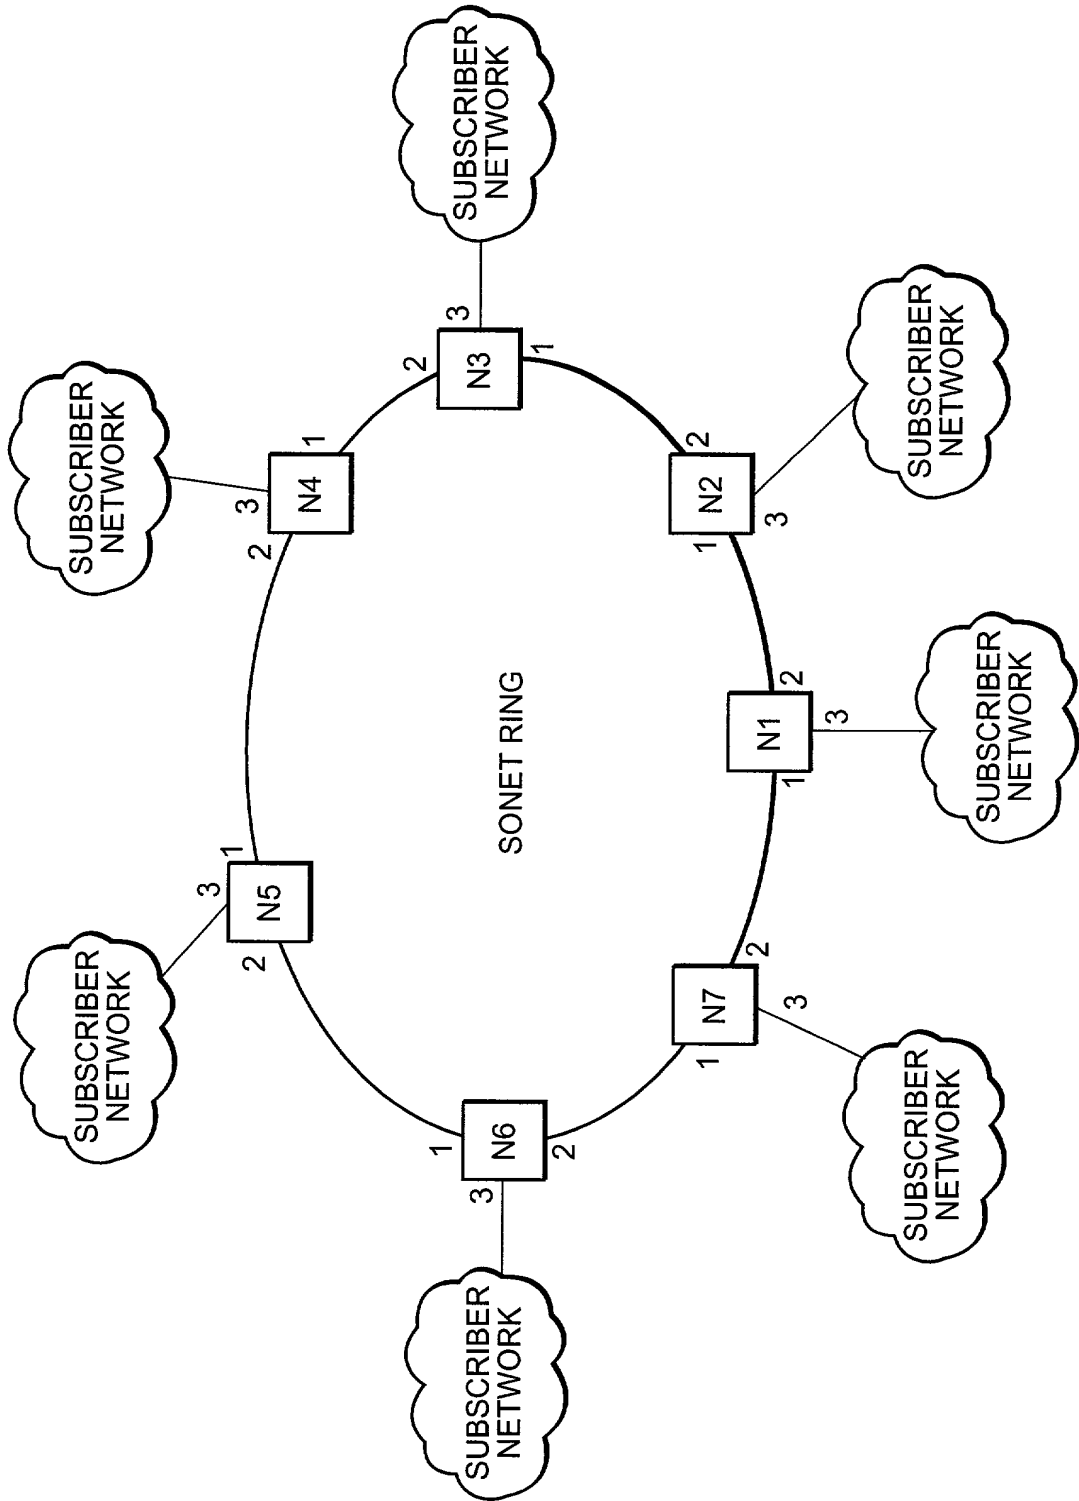 SUBSCRIBER
NETWORK
SUBSCRIBER
NETWORK
3
1
2
N5
3
2
1
N4
SUBSCRIBER
NETWORK
1
3
N6
2
SONET RING
2
3
N3
1
SUBSCRIBER
NETWORK
1
N7
2
3
2
N2
1
3
N1
1
2
3
SUBSCRIBER
NETWORK
SUBSCRIBER
NETWORK
SUBSCRIBER
NETWORK